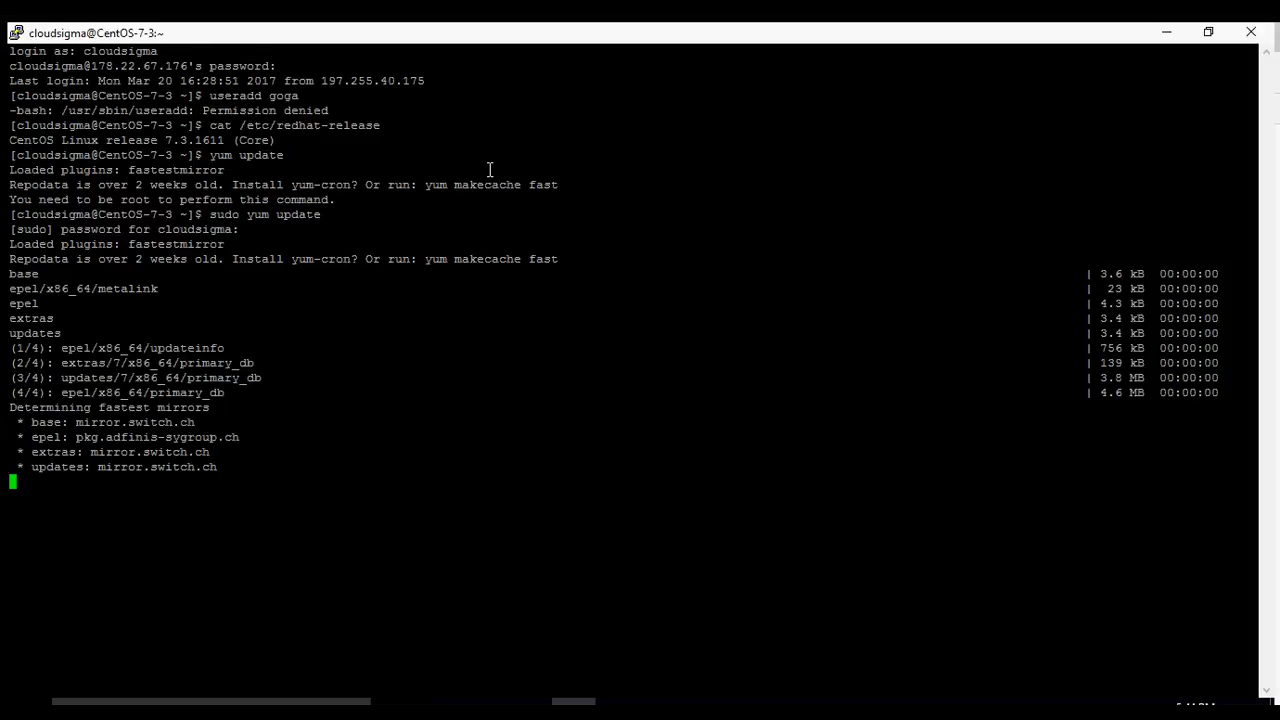 cloudsigma@CentOS-7-3:~
login as: cloudsigma
cloudsigma@178.22.67.176's password:
Last login: Mon Mar 20 16:28:51 2017 from 197.255.40.175
[cloudsigma@CentOS-7-3 ~]$ useradd goga
-bash: /usr/sbin/useradd: Permission denied
[cloudsigma@CentOS-7-3 ~]$ cat /etc/redhat-release
CentOS Linux release 7.3.1611 (Core)
[cloudsigma@CentOS-7-3 ~]$ yum update
Loaded plugins: fastestmirror
Repodata is over 2 weeks old. Install yum-cron? Or run: yum makecache fast
You need to be root to perform this command.
[cloudsigma@CentOS-7-3 ~]$ sudo yum update
[sudo] password for cloudsigma:
Loaded plugins: fastestmirror
Repodata is over 2 weeks old. Install yum-cron? Or run: yum makecache fast
base | 3.6 kB 00:00:00
epel/x86_64/metalink | 23 kB 00:00:00
epel | 4.3 kB 00:00:00
extras | 3.4 kB 00:00:00
updates | 3.4 kB 00:00:00
(1/4): epel/x86_64/updateinfo | 756 kB 00:00:00
(2/4): extras/7/x86_64/primary_db | 139 kB 00:00:00
(3/4): updates/7/x86_64/primary_db | 3.8 MB 00:00:00
(4/4): epel/x86_64/primary_db | 4.6 MB 00:00:00
Determining fastest mirrors
* base: mirror.switch.ch
* epel: pkg.adfinis-sygroup.ch
* extras: mirror.switch.ch
* updates: mirror.switch.ch